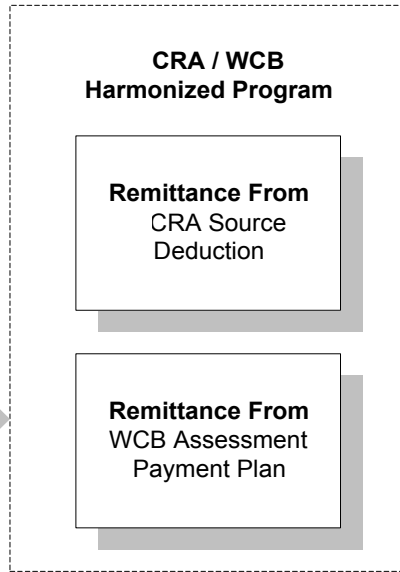 CRA / WCB
Harmonized Program
Remittance From
CRA Source
Deduction
Remittance From
WCB Assessment
Payment Plan